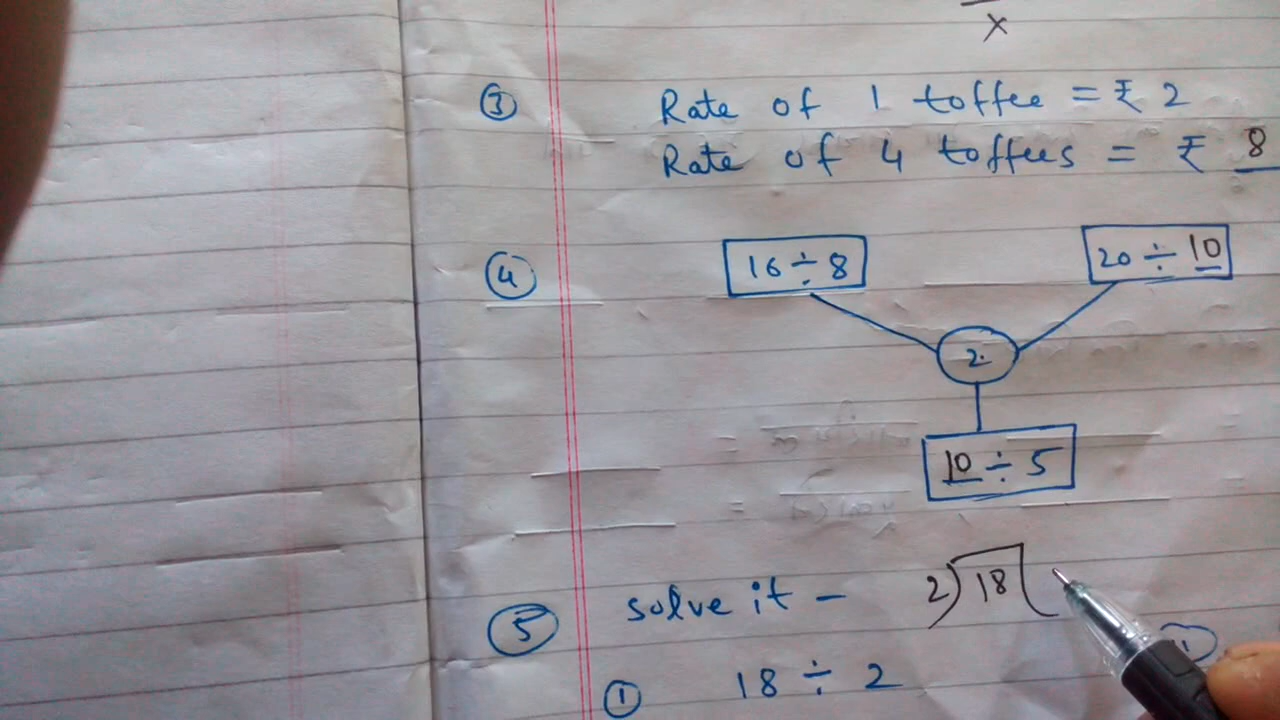 x
③ Rate of 1 toffee = ₹ 2
Rate of 4 toffees = ₹ 8
④ 16 ÷ 8 20 ÷ 10
2
10 ÷ 5
⑤ solve it - 2)18(
① 18 ÷ 2